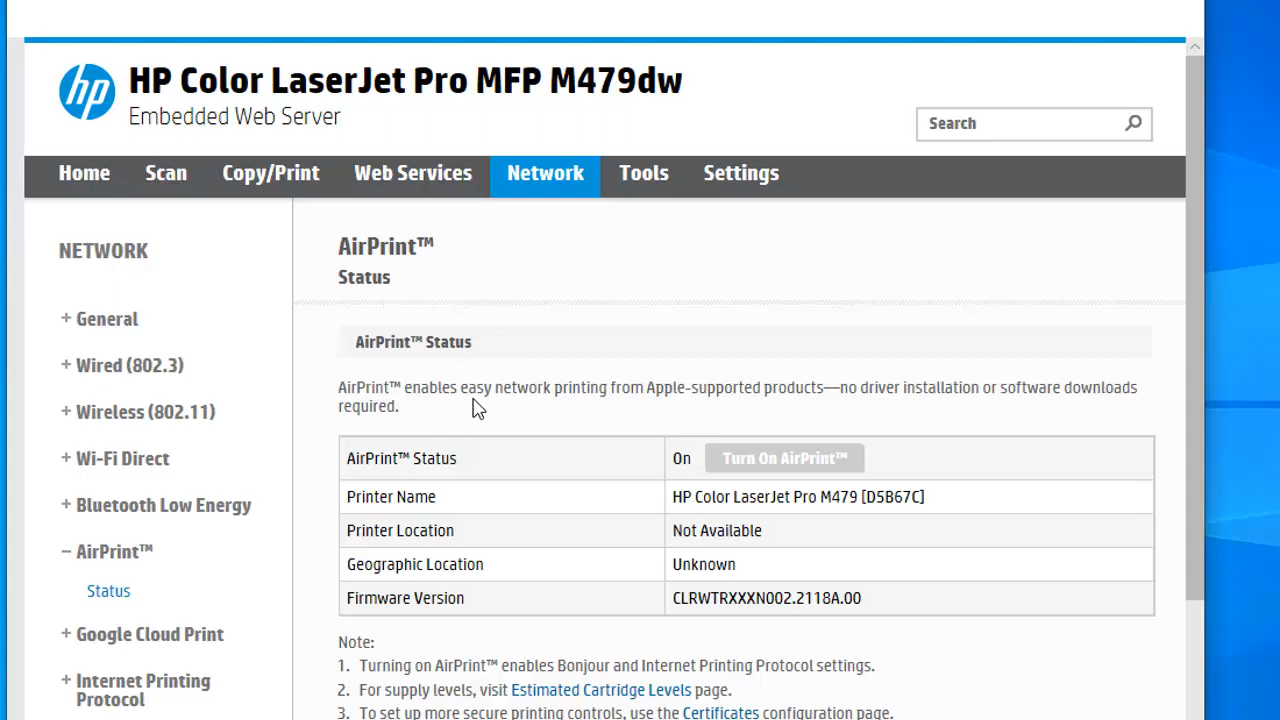 hp
HP Color LaserJet Pro MFP M479dw
Embedded Web Server
Search
Home Scan Copy/Print Web Services Network Tools Settings
NETWORK
+ General
+ Wired (802.3)
+ Wireless (802.11)
+ Wi-Fi Direct
+ Bluetooth Low Energy
− AirPrint™
Status
+ Google Cloud Print
+ Internet Printing
Protocol
AirPrint™
Status
AirPrint™ Status
AirPrint™ enables easy network printing from Apple-supported products—no driver installation or software downloads
required.
AirPrint™ Status On Turn On AirPrint™
Printer Name HP Color LaserJet Pro M479 [D5B67C]
Printer Location Not Available
Geographic Location Unknown
Firmware Version CLRWTRXXXN002.2118A.00
Note:
1. Turning on AirPrint™ enables Bonjour and Internet Printing Protocol settings.
2. For supply levels, visit Estimated Cartridge Levels page.
3. To set up more secure printing controls, use the Certificates configuration page.